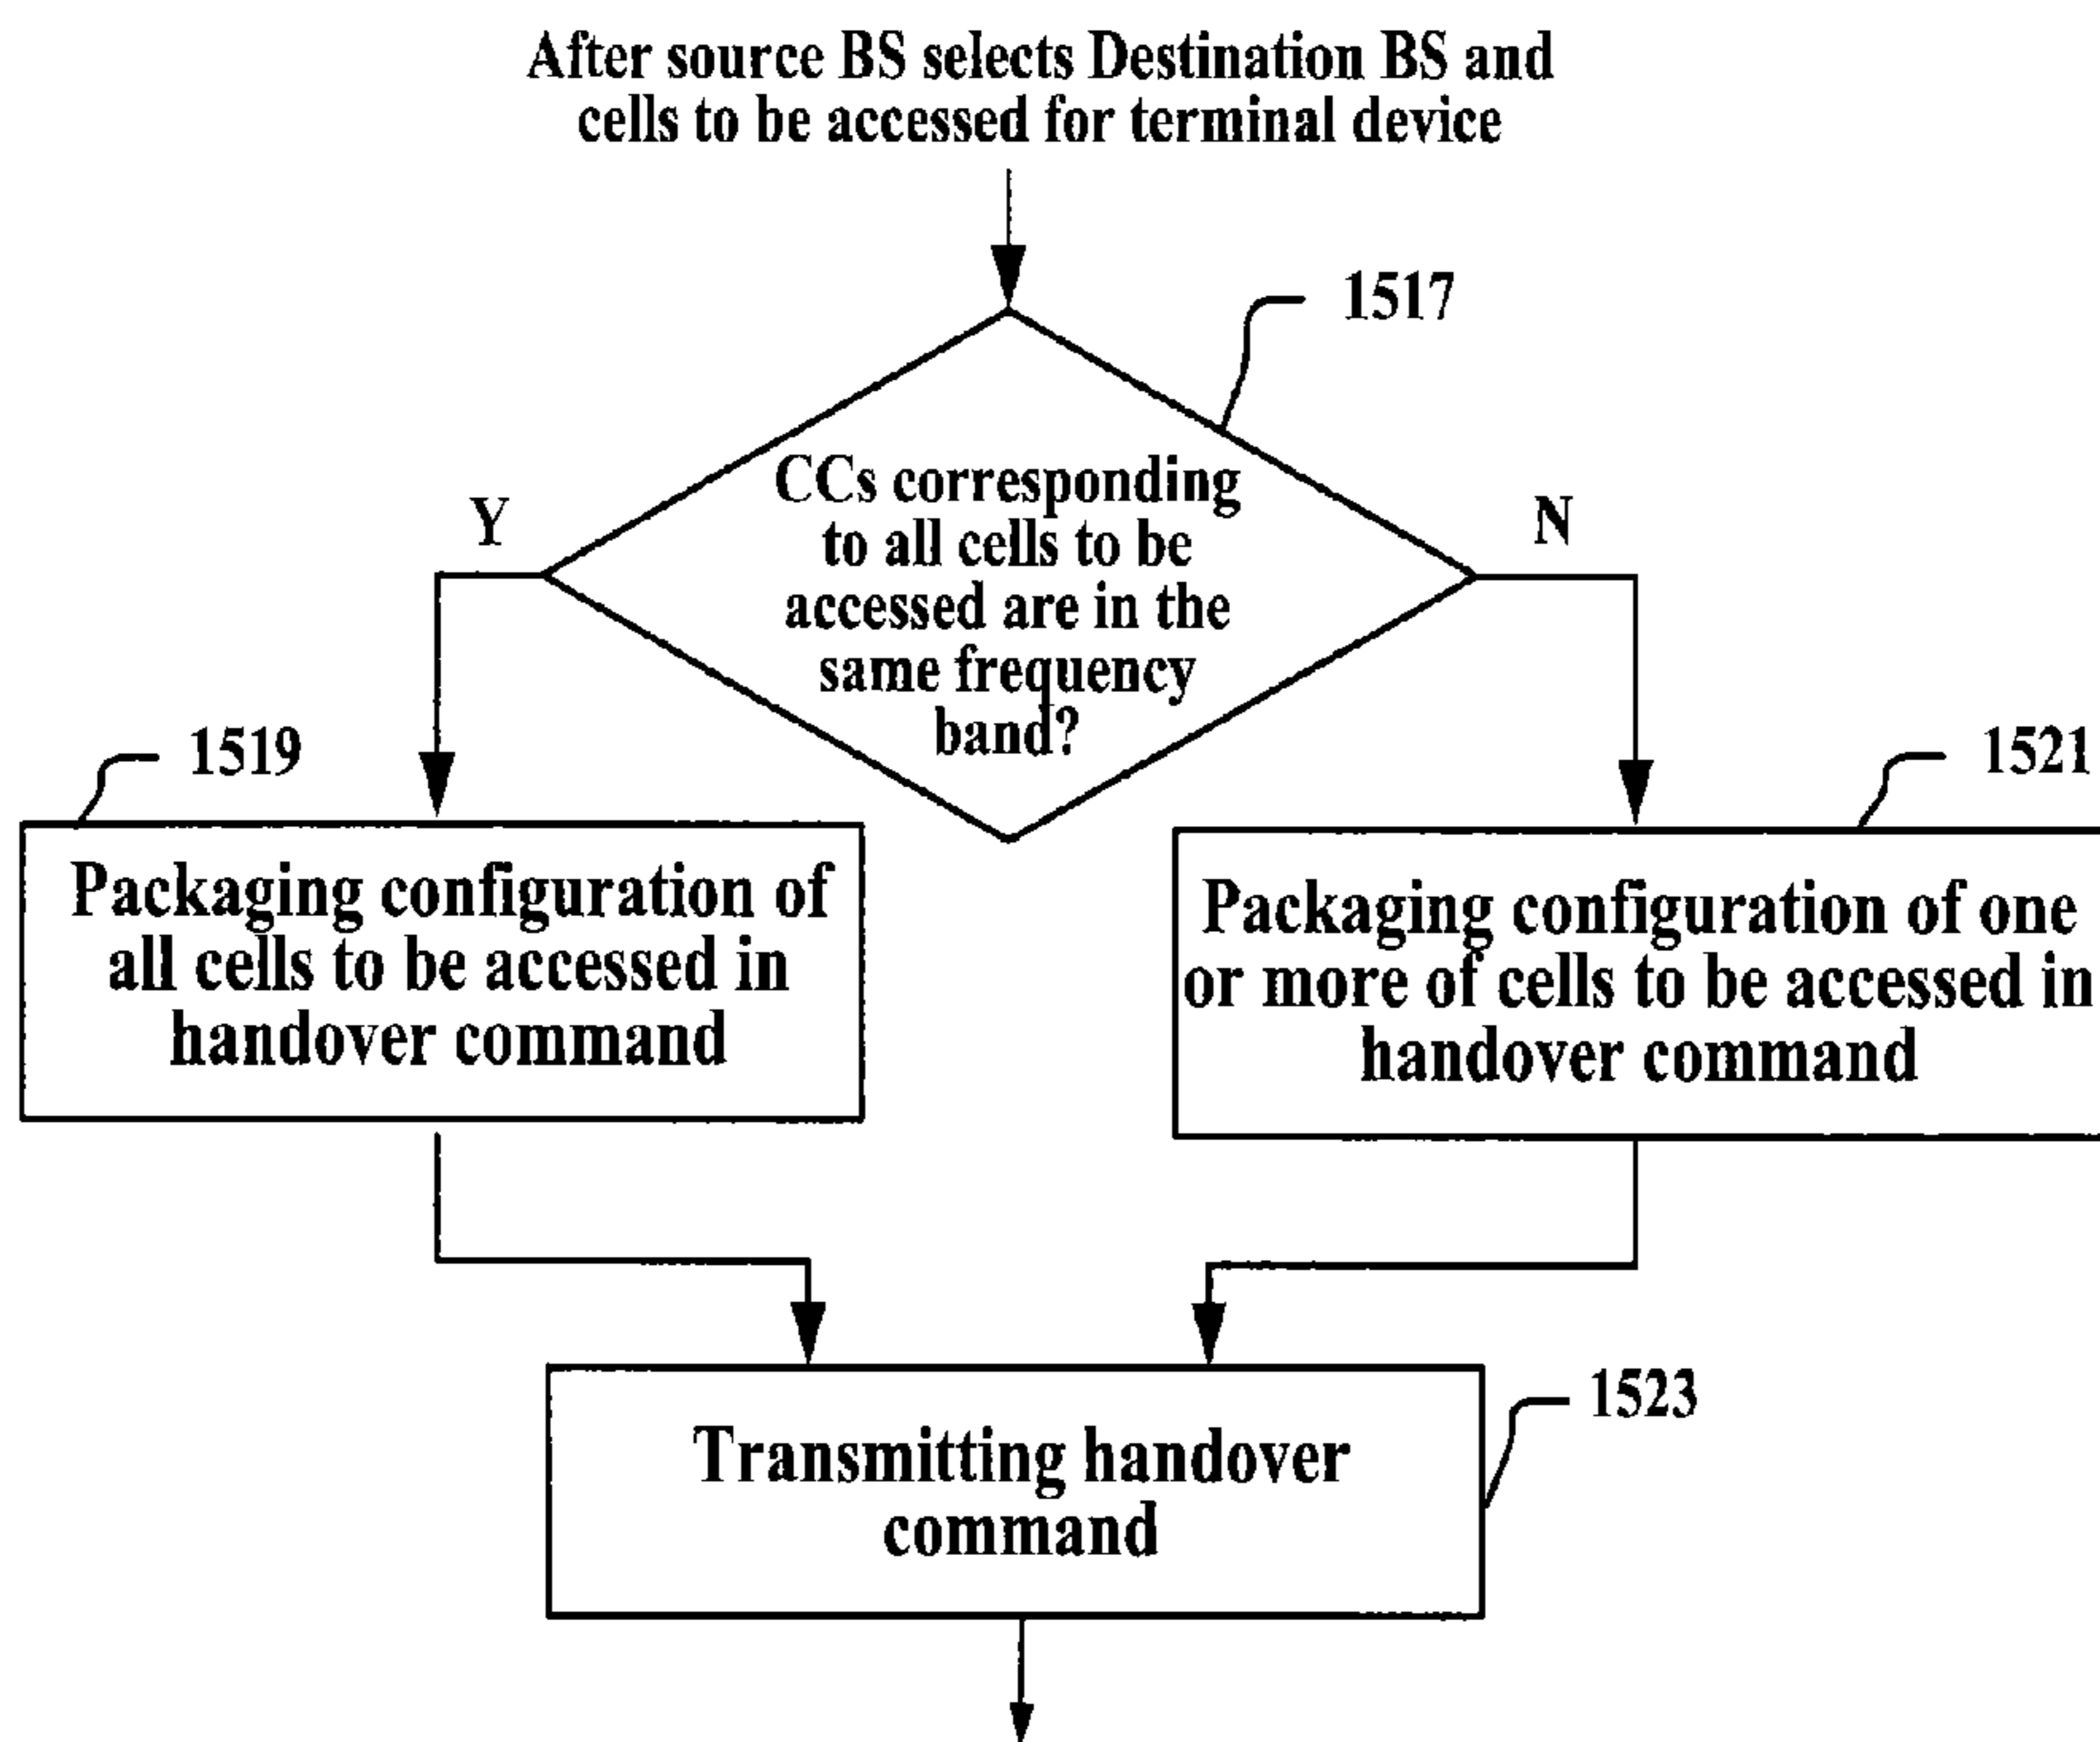 After source BS selects Destination BS and
cells to be accessed for terminal device
1517
CCs corresponding
to all cells to be
accessed are in the
same frequency
band?
Y
N
1519
1521
Packaging configuration of
all cells to be accessed in
handover command
Packaging configuration of one
or more of cells to be accessed in
handover command
1523
Transmitting handover
command